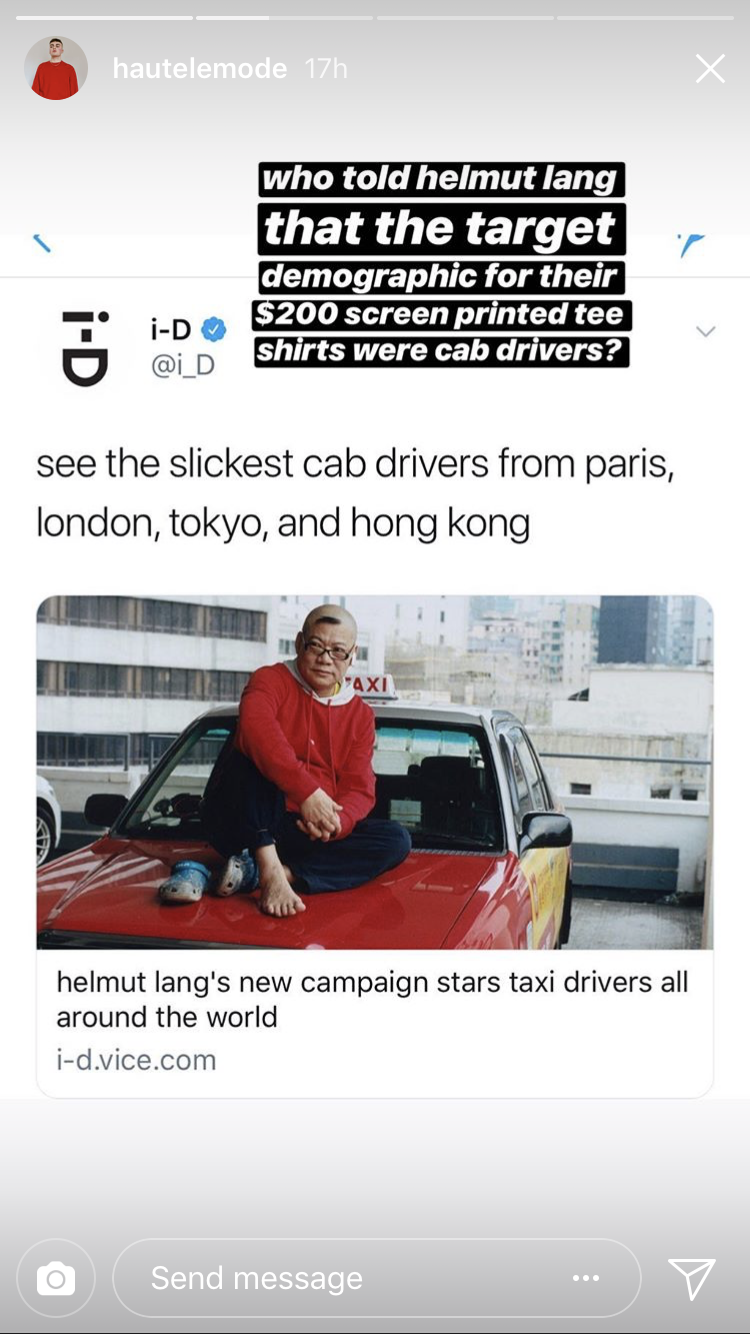 hautelemode 17h
who told helmut lang
that the target
demographic for their
$200 screen printed tee
shirts were cab drivers?
i-D
i-D
@i_D
see the slickest cab drivers from paris,
london, tokyo, and hong kong
TAXI
helmut lang's new campaign stars taxi drivers all
around the world
i-d.vice.com
Send message